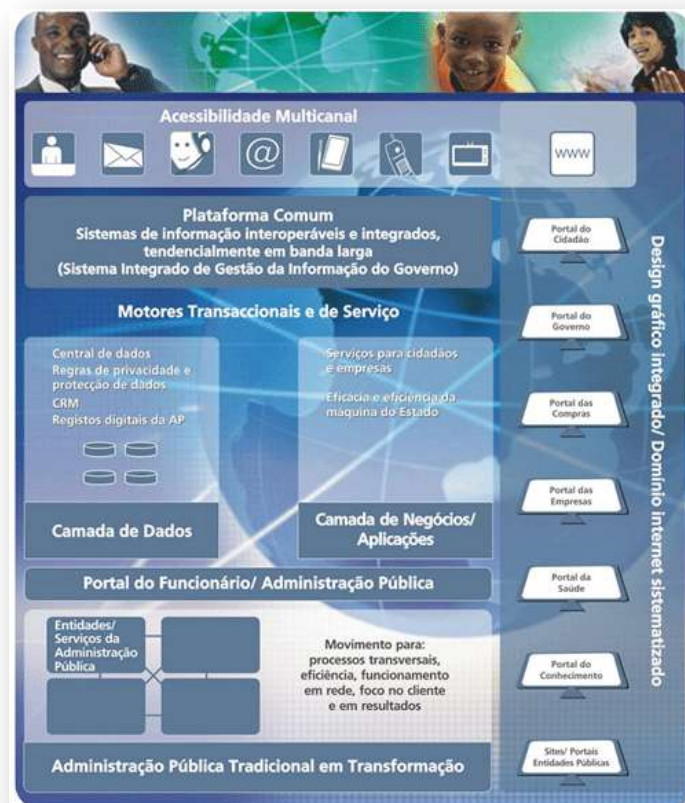 Acessibilidade Multicanal
@
WWW
Plataforma Comum
Sistemas de informação interoperáveis e integrados,
tendencialmente em banda larga
(Sistema Integrado de Gestão da Informação do Governo)
Motores Transaccionais e de Serviço
Central de dados
Regras de privacidade e
protecção de dados
CRM
Registos digitais da AP
Camada de Dados
Serviços para cidadãos
e empresas
Eficácia e eficiência da
máquina do Estado
Camada de Negócios/
Aplicações
Portal do Funcionário/ Administração Pública
Entidades/
Serviços da
Administração
Pública
Movimento para:
processos transversais,
eficiência, funcionamento
em rede, foco no cliente
e em resultados
Administração Pública Tradicional em Transformação
Portal do
Cidadão
Portal do
Governo
Portal das
Compras
Portal das
Empresas
Portal da
Saúde
Portal do
Conhecimento
Sites/ Portais
Entidades Públicas
Design gráfico integrado/ Domínio internet sistematizado